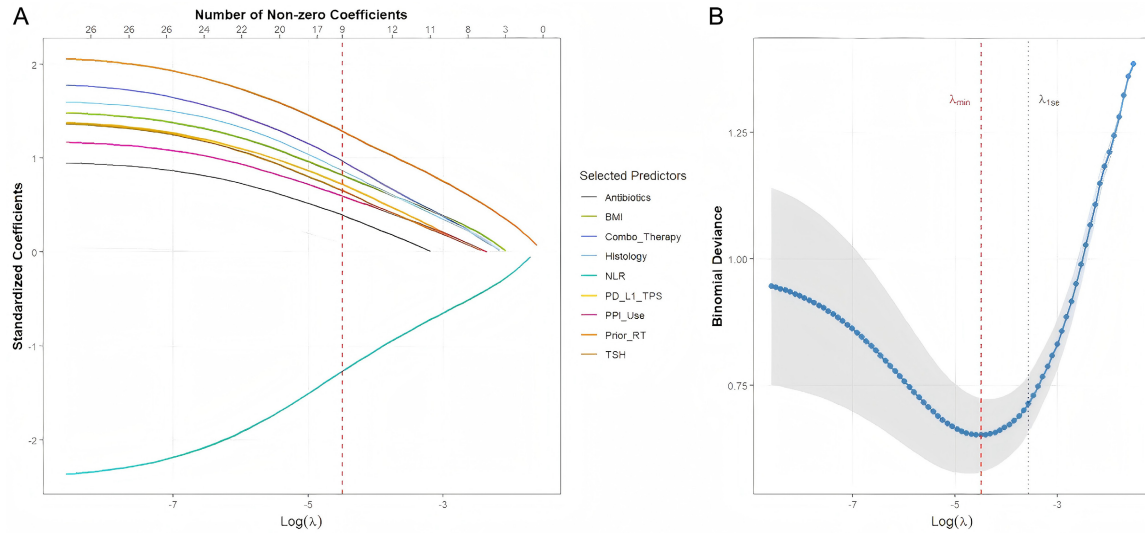 A
Number of Non-zero Coefficients
26 26 26 24 22 20 17 9 12 11 8 3 0
Standardized Coefficients
2
1
0
-1
-2
-7 -5 -3
Log(λ)
Selected Predictors
Antibiotics
BMI
Combo_Therapy
Histology
NLR
PD_L1_TPS
PPI_Use
Prior_RT
TSH
B
Binomial Deviance
1.25
1.00
0.75
λmin
λ1se
-7 -5 -3
Log(λ)